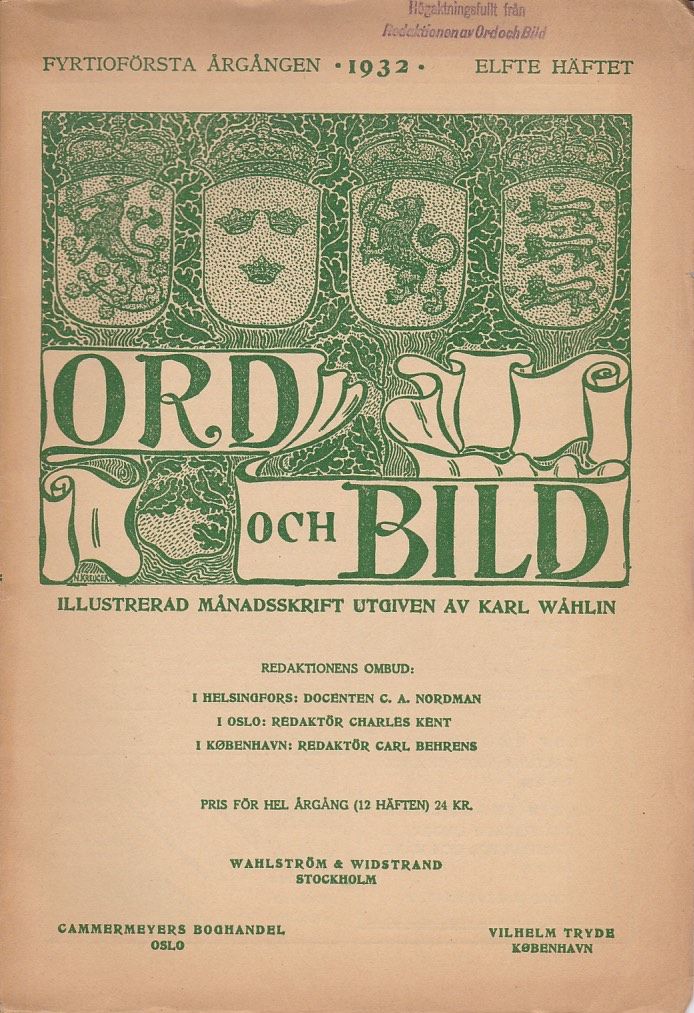 Högaktningsfullt från
Redaktionen av Ord och Bild
FYRTIOFÖRSTA ÅRGÅNGEN · 1932 · ELFTE HÄFTET
ORD
OCH BILD
N. KREUGER
ILLUSTRERAD MÅNADSSKRIFT UTGIVEN AV KARL WÅHLIN
REDAKTIONENS OMBUD:
I HELSINGFORS: DOCENTEN C. A. NORDMAN
I OSLO: REDAKTÖR CHARLES KENT
I KØBENHAVN: REDAKTÖR CARL BEHRENS
PRIS FÖR HEL ÅRGÅNG (12 HÄFTEN) 24 KR.
WAHLSTRÖM & WIDSTRAND
STOCKHOLM
CAMMERMEYERS BOGHANDEL
OSLO
VILHELM TRYDE
KØBENHAVN